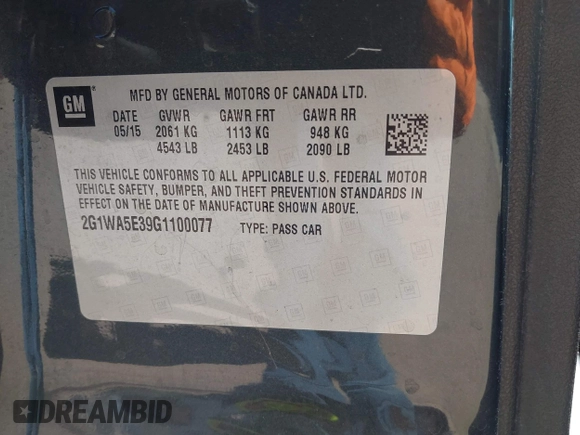 GM
MFD BY GENERAL MOTORS OF CANADA LTD.
DATE GVWR GAWR FRT GAWR RR
05/15 2061 KG 1113 KG 948 KG
4543 LB 2453 LB 2090 LB
THIS VEHICLE CONFORMS TO ALL APPLICABLE U.S. FEDERAL MOTOR
VEHICLE SAFETY, BUMPER, AND THEFT PREVENTION STANDARDS IN
EFFECT ON THE DATE OF MANUFACTURE SHOWN ABOVE.
2G1WA5E39G1100077 TYPE: PASS CAR
DREAMBID